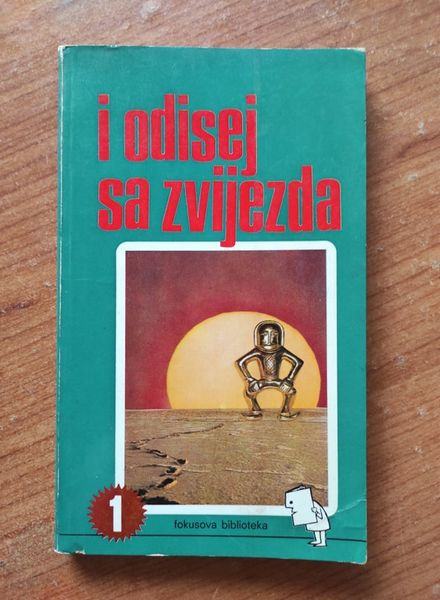 i odisej
sa zvijezda
1
fokusova biblioteka